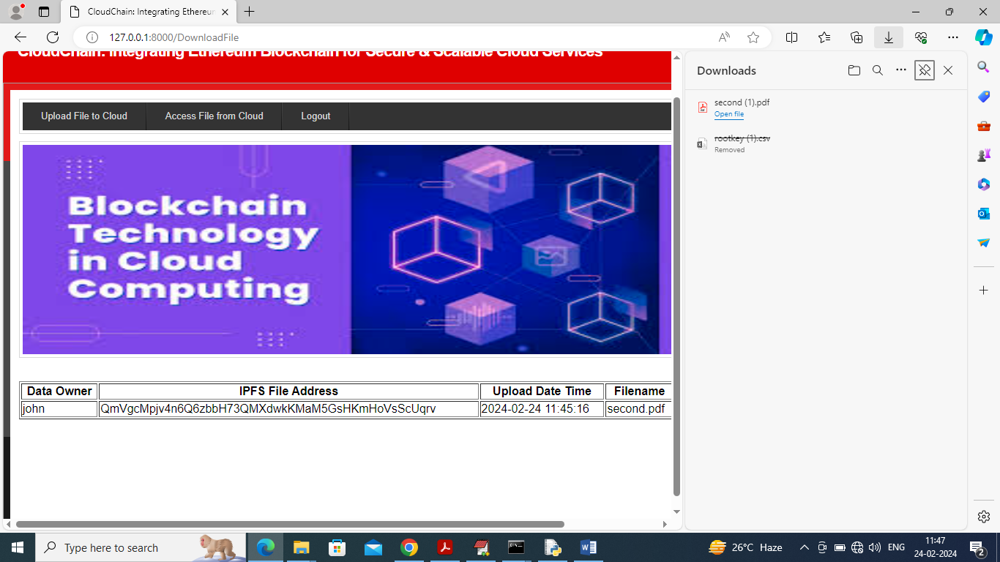 CloudChain: Integrating Ethereum
127.0.0.1:8000/DownloadFile
CloudChain: Integrating Ethereum Blockchain for Secure & Scalable Cloud Services
Upload File to Cloud Access File from Cloud Logout
Blockchain
Technology
in Cloud
Computing
Data Owner IPFS File Address Upload Date Time Filename
john QmVgcMpjv4n6Q6zbbH73QMXdwkKMaM5GsHKmHoVsScUqrv 2024-02-24 11:45:16 second.pdf
Downloads
second (1).pdf
Open file
rootkey (1).csv
Removed
Type here to search
26°C Haze
ENG
11:47
24-02-2024
2